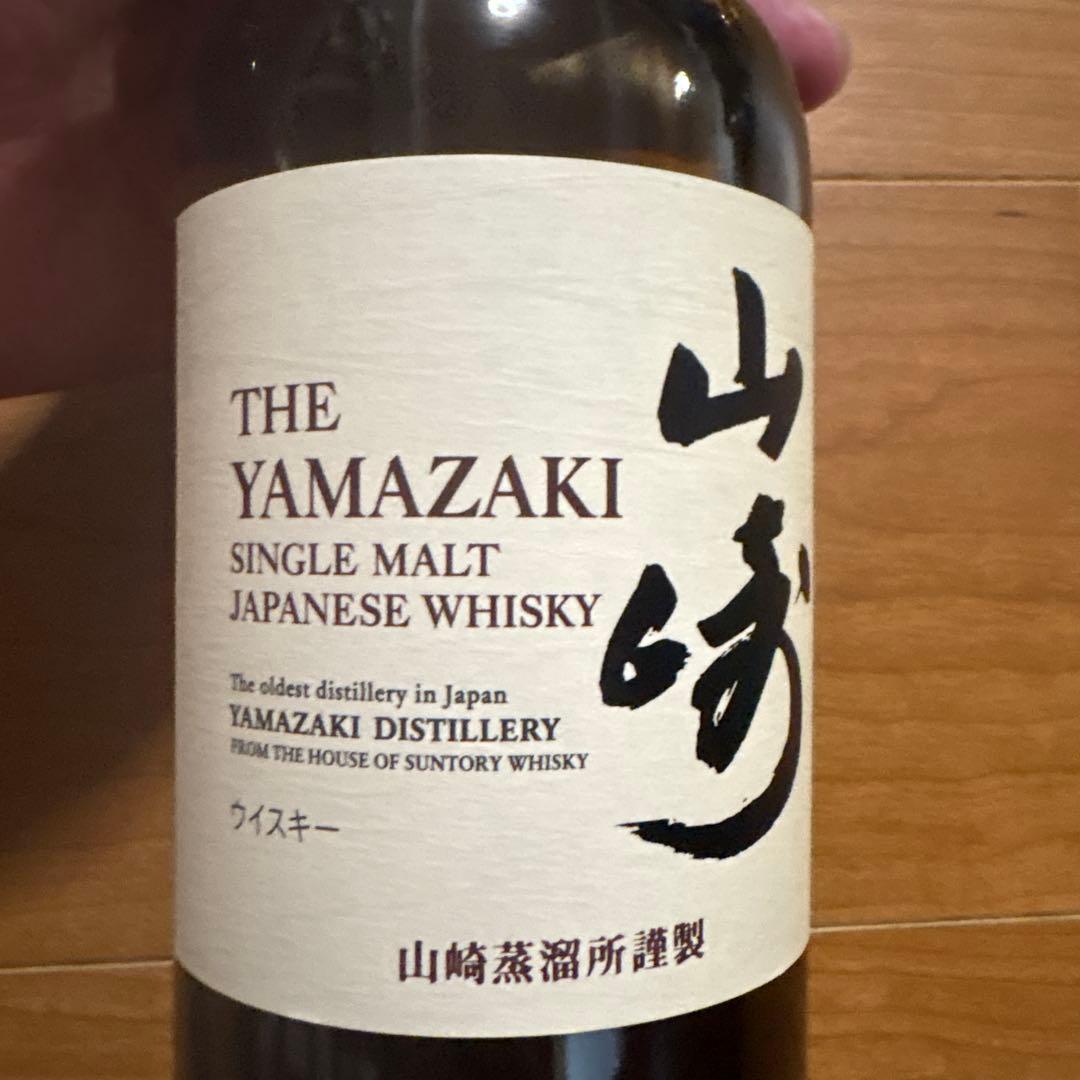 THE
YAMAZAKI
SINGLE MALT
JAPANESE WHISKY
The oldest distillery in Japan
YAMAZAKI DISTILLERY
FROM THE HOUSE OF SUNTORY WHISKY
ウイスキー
山崎
山崎蒸溜所謹製